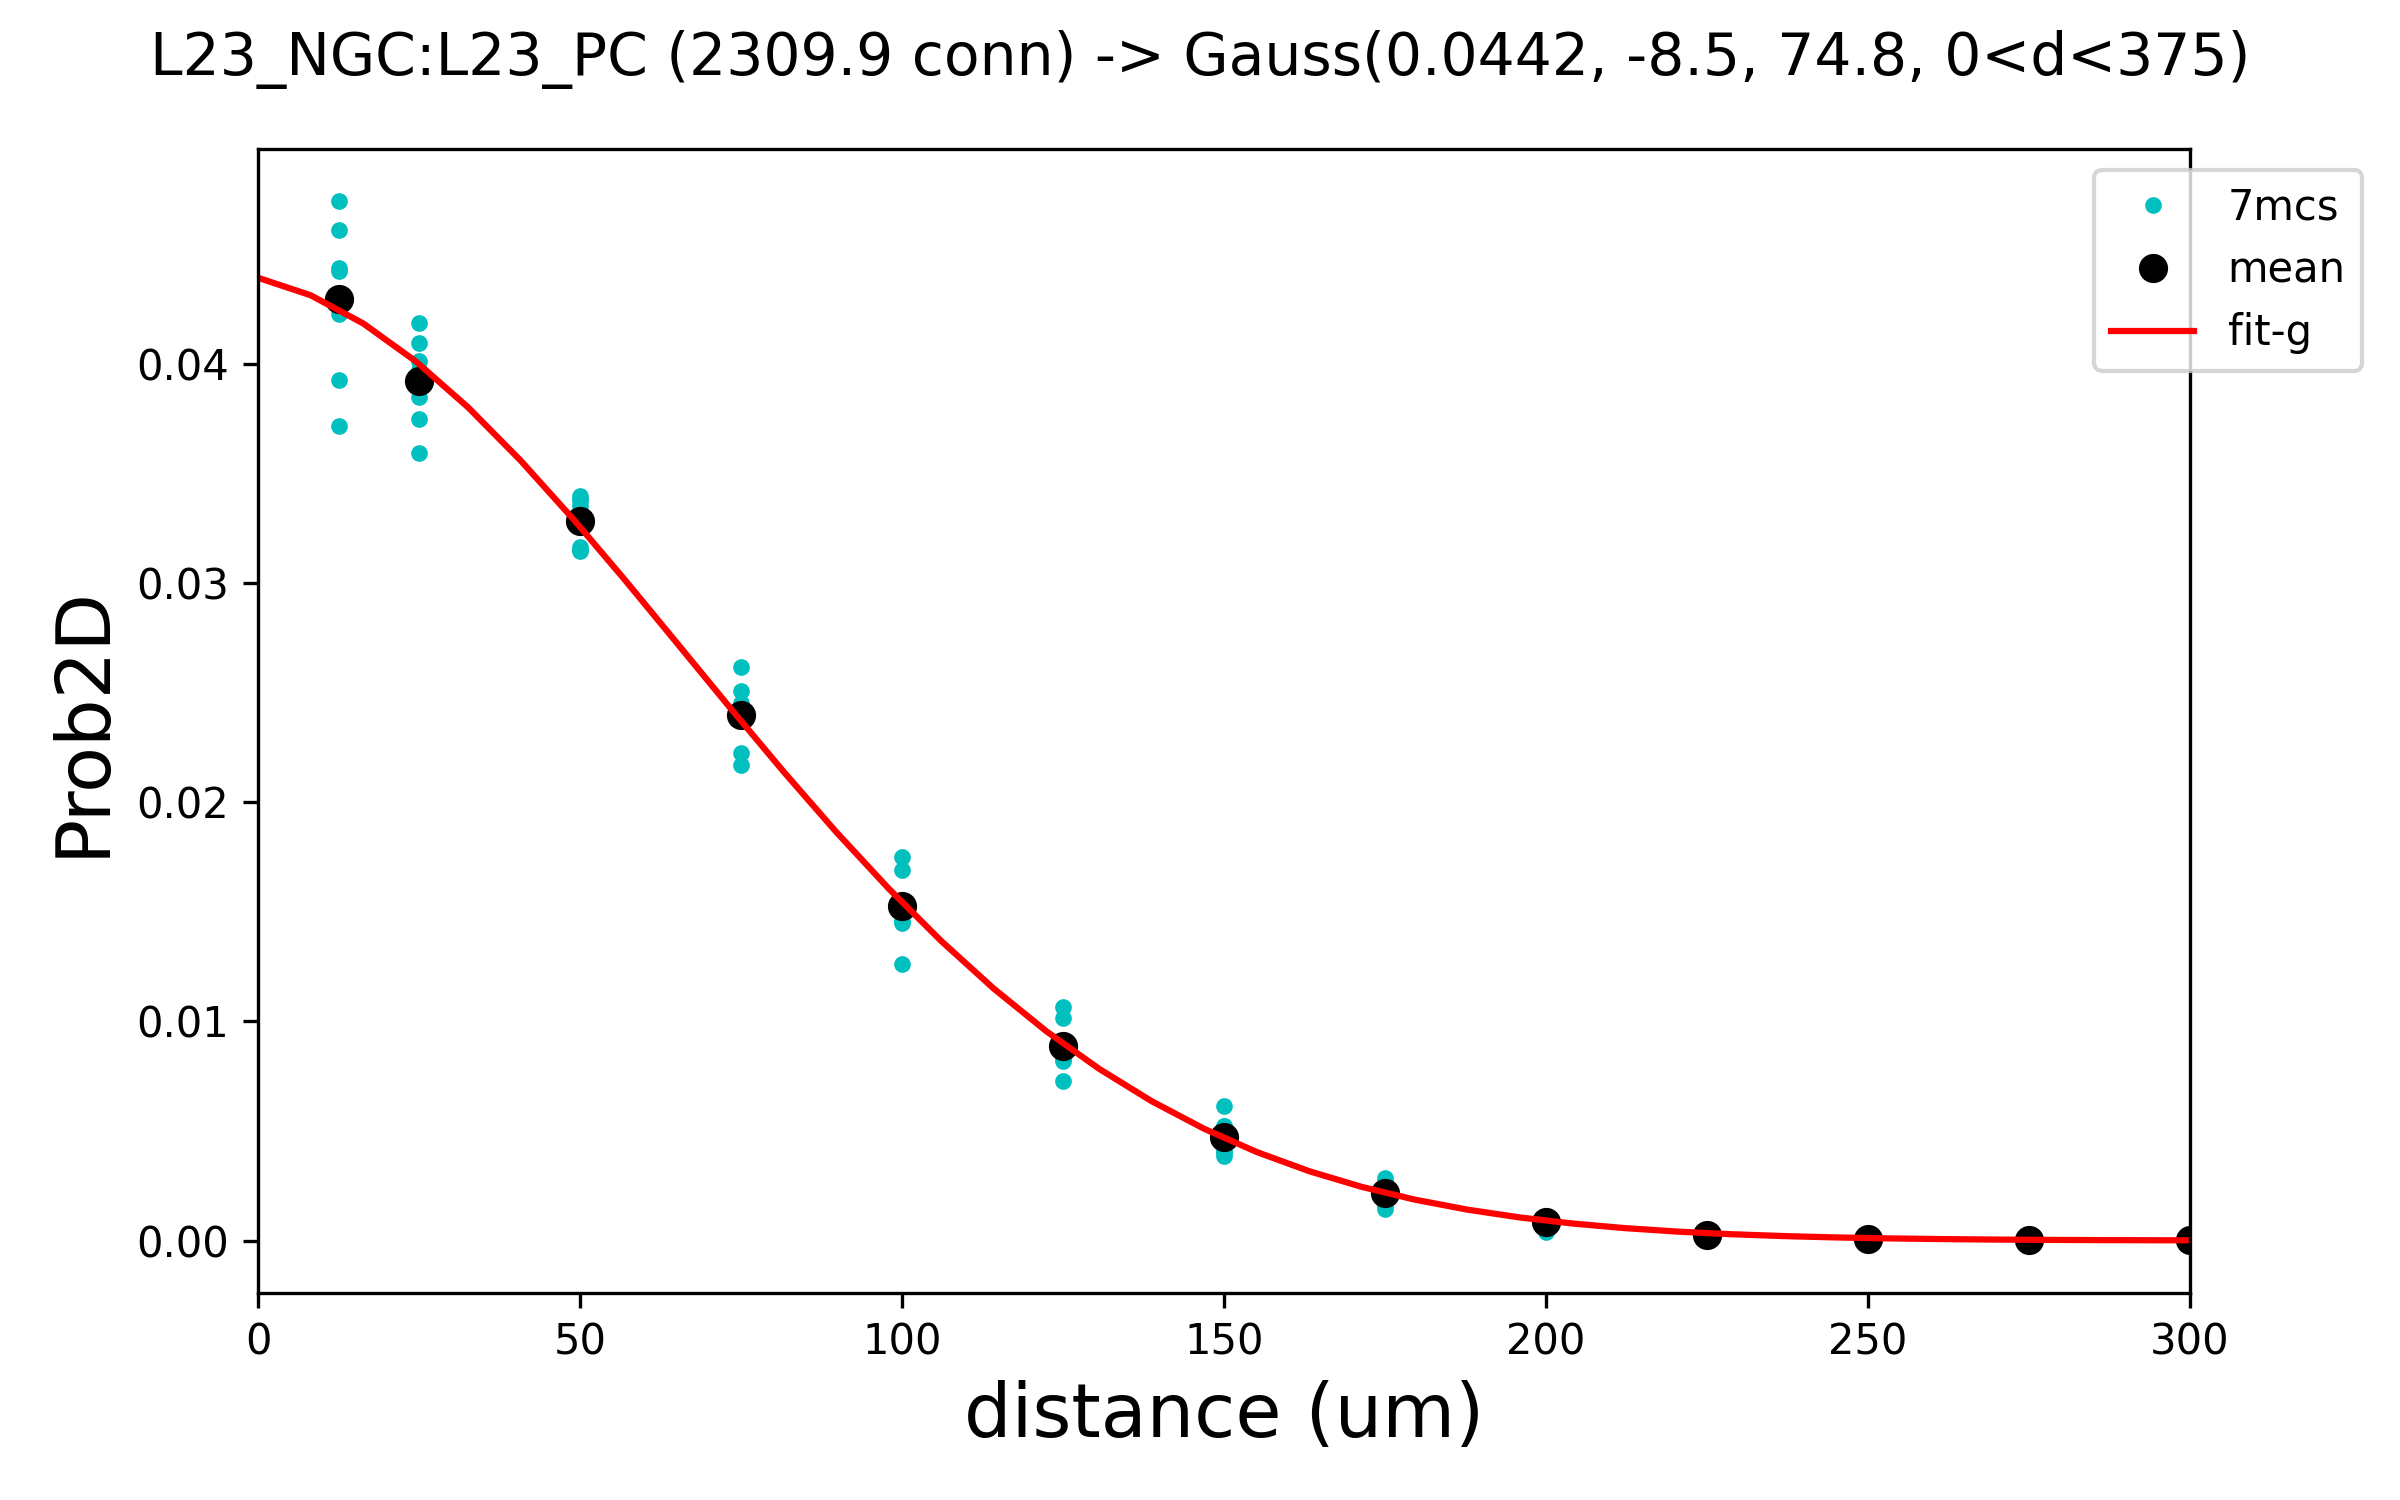 L23_NGC:L23_PC (2309.9 conn) -> Gauss(0.0442, -8.5, 74.8, 0<d<375)
7mcs
mean
fit-g
Prob2D
0.04
0.03
0.02
0.01
0.00
0 50 100 150 200 250 300
distance (um)